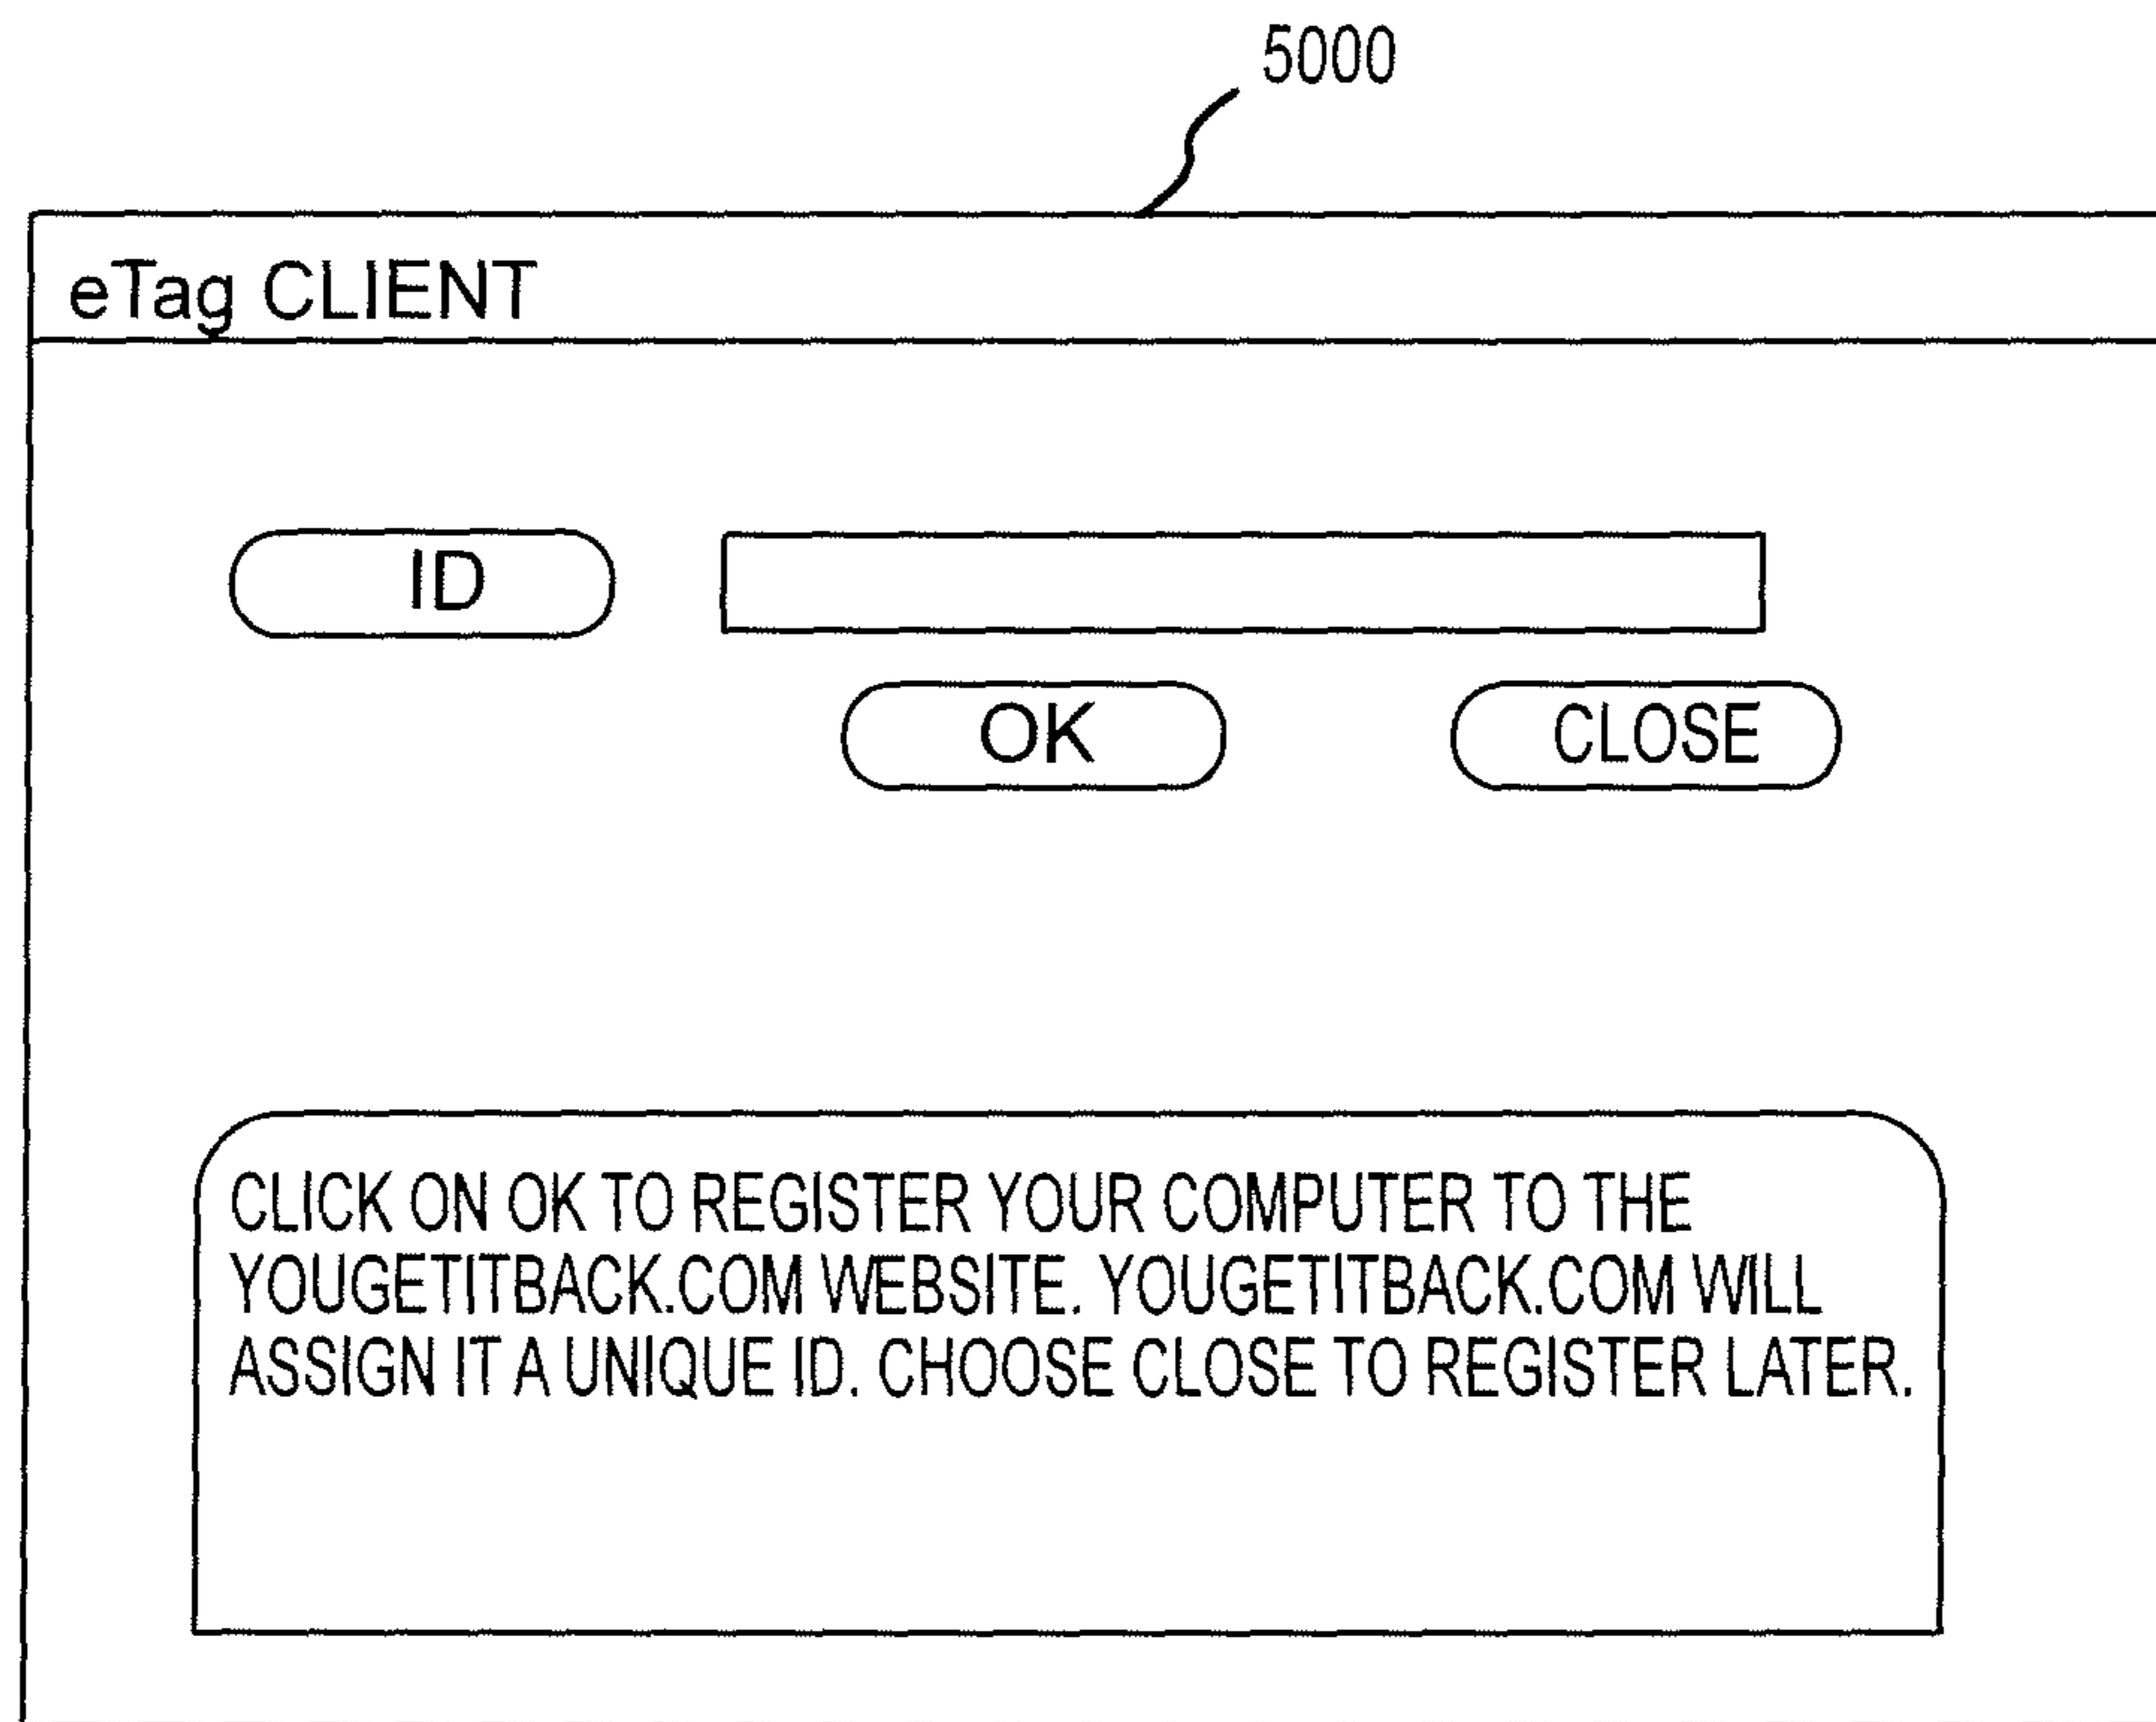 5000
eTag CLIENT
ID
OK CLOSE
CLICK ON OK TO REGISTER YOUR COMPUTER TO THE
YOUGETITBACK.COM WEBSITE. YOUGETITBACK.COM WILL
ASSIGN IT A UNIQUE ID. CHOOSE CLOSE TO REGISTER LATER.